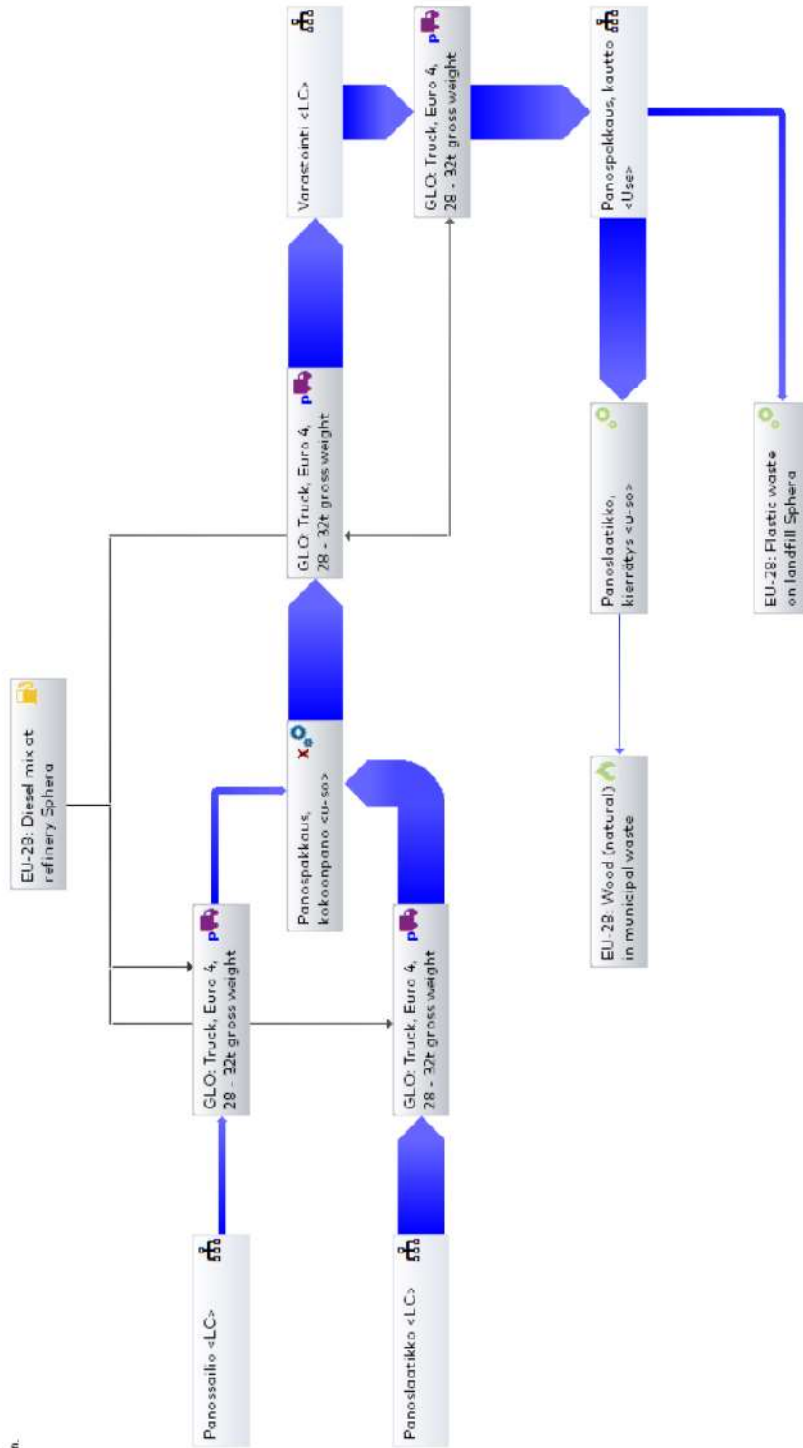 n.
EU-28: Diesel mix at
refinery Sphera
Panossailio <LC>
GLO: Truck, Euro 4,
28 - 32t gross weight
P
Panoslaatikko <LC>
GLO: Truck, Euro 4,
28 - 32t gross weight
P
Panospakkaus,
kokoonpano <u-so>
X
GLO: Truck, Euro 4,
28 - 32t gross weight
P
Varastointi <LC>
GLO: Truck, Euro 4,
28 - 32t gross weight
P
Panospakkaus, kautto
<Use>
Panoslaatikko,
kierrätys <u-so>
EU-28: Wood (natural)
in municipal waste
EU-28: Plastic waste
on landfill Sphera